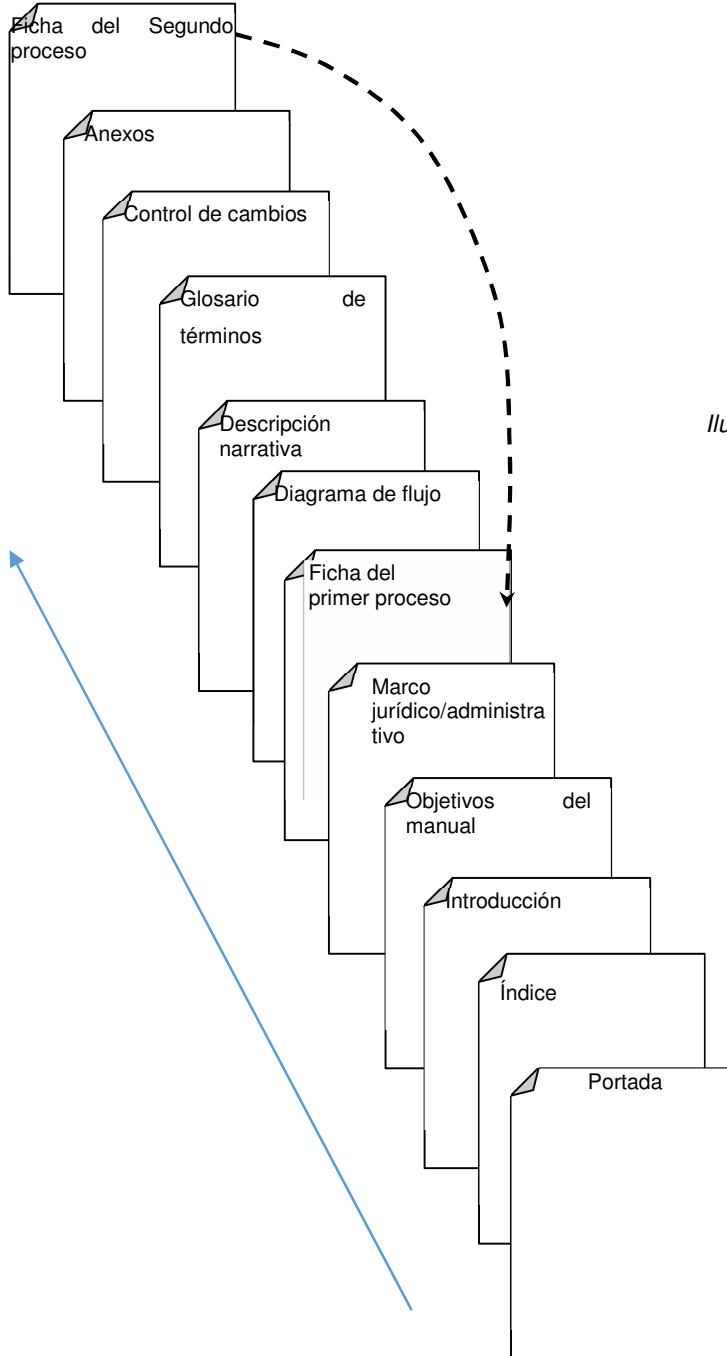 Ficha del Segundo
proceso
Anexos
Control de cambios
Glosario de
términos
Descripción
narrativa
Ilu
Diagrama de flujo
Ficha del
primer proceso
Marco
jurídico/administra
tivo
Objetivos del
manual
Introducción
Índice
Portada